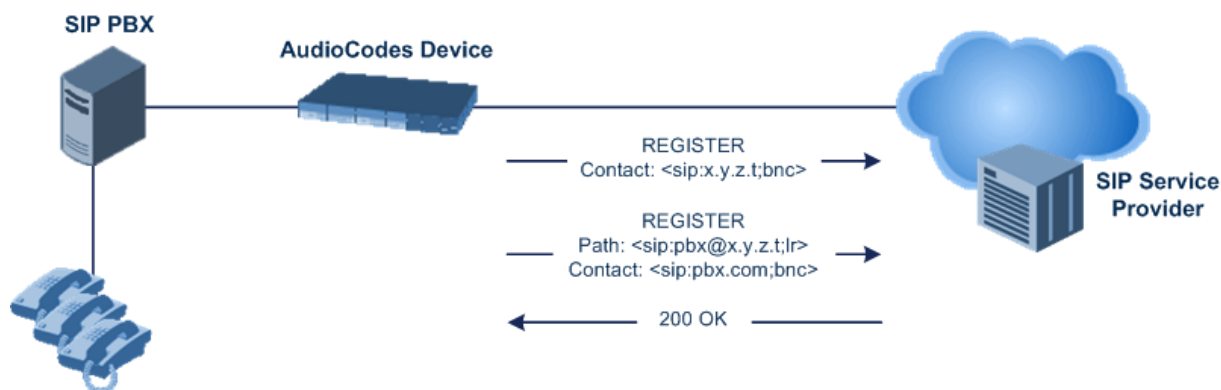 SIP PBX
AudioCodes Device
REGISTER
Contact: <sip:x.y.z.t;bnc>
SIP Service
Provider
REGISTER
Path: <sip:pbx@x.y.z.t;lr>
Contact: <sip:pbx.com;bnc>
200 OK